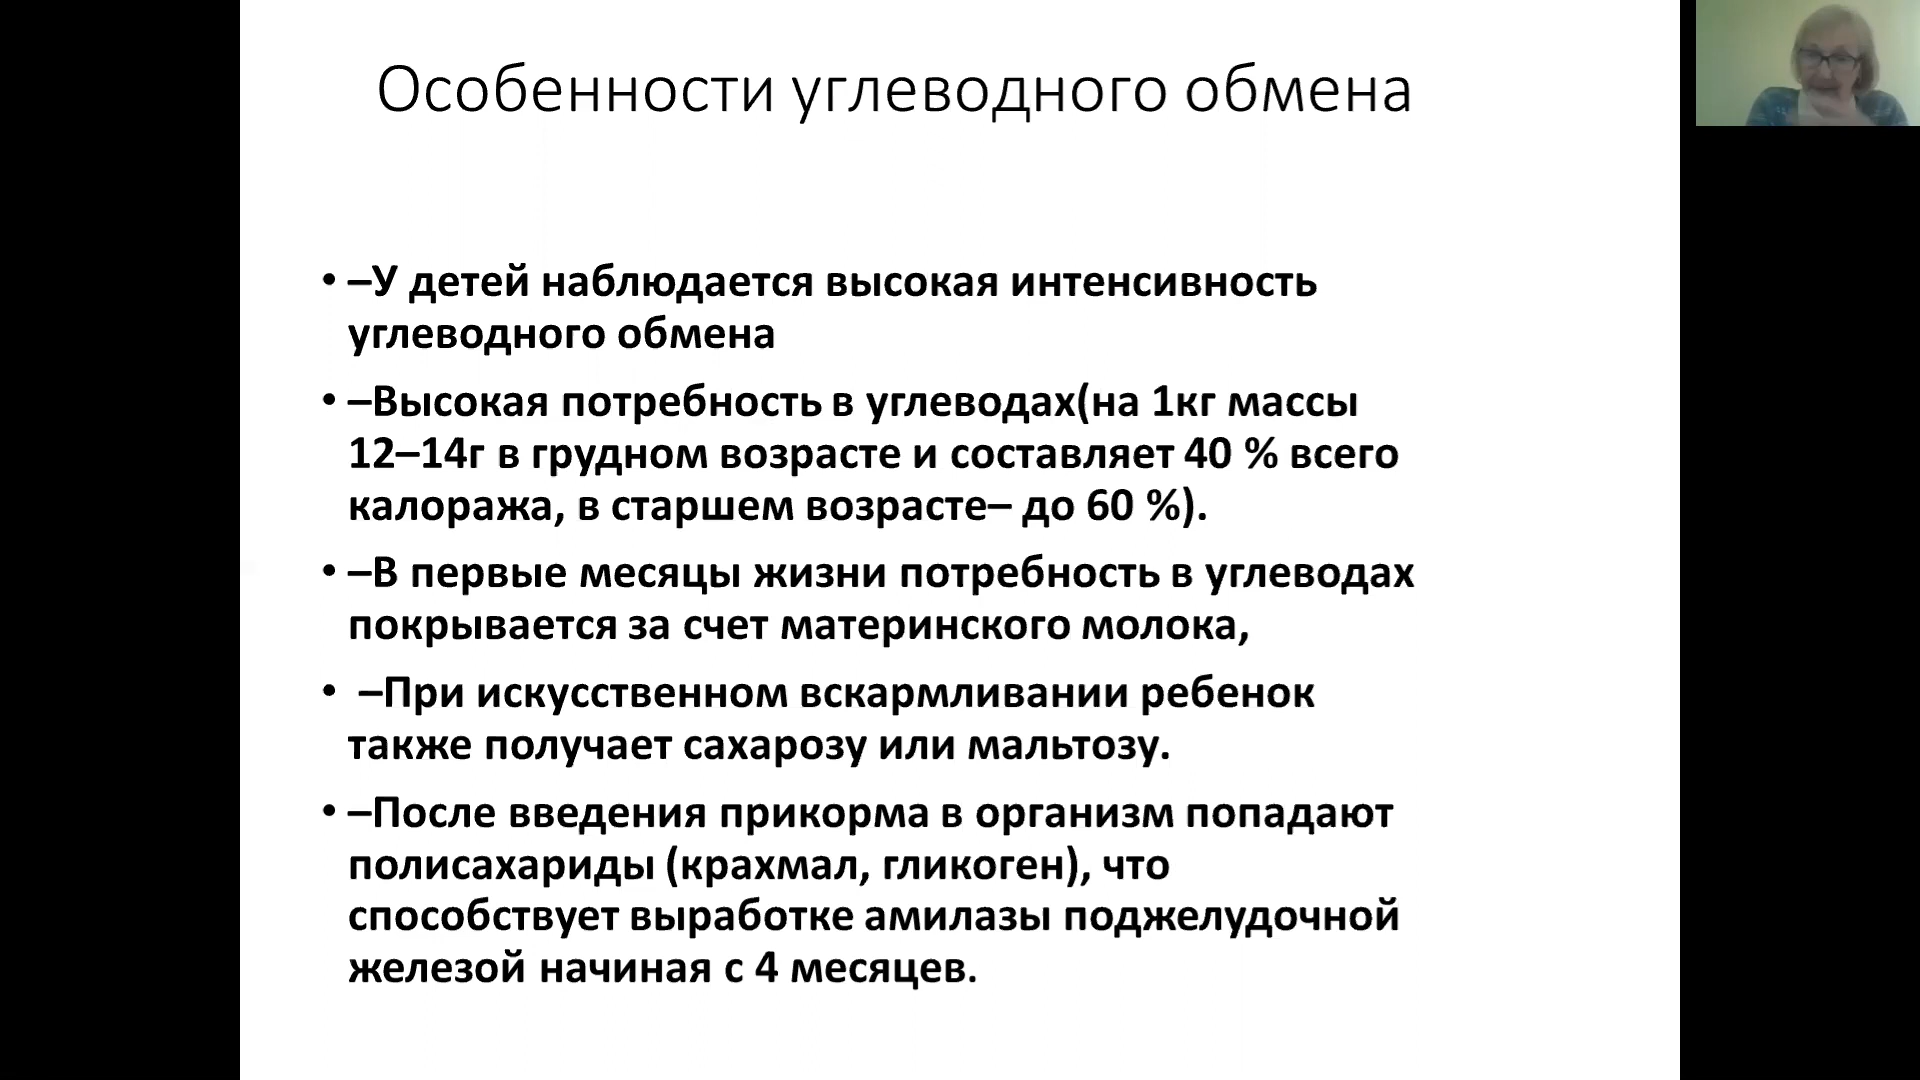 Особенности углеводного обмена
• –У детей наблюдается высокая интенсивность
углеводного обмена
• –Высокая потребность в углеводах(на 1кг массы
12–14г в грудном возрасте и составляет 40 % всего
калоража, в старшем возрасте– до 60 %).
• –В первые месяцы жизни потребность в углеводах
покрывается за счет материнского молока,
• –При искусственном вскармливании ребенок
также получает сахарозу или мальтозу.
• –После введения прикорма в организм попадают
полисахариды (крахмал, гликоген), что
способствует выработке амилазы поджелудочной
железой начиная с 4 месяцев.